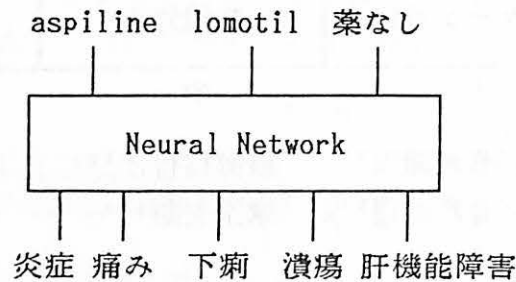 aspiline lomotil 薬なし
Neural Network
炎症 痛み 下痢 潰瘍 肝機能障害